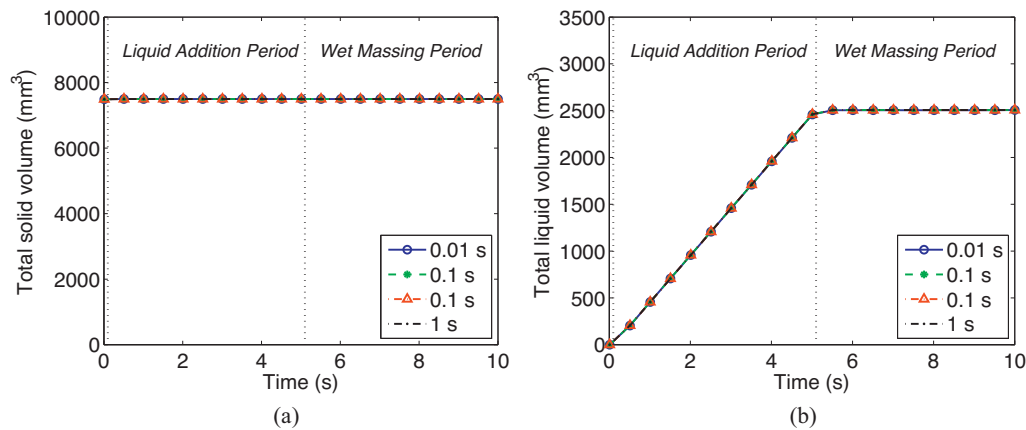 10000
8000
6000
4000
2000
0
Total solid volume (mm³)
Liquid Addition Period
Wet Massing Period
0.01 s
0.1 s
0.1 s
1 s
0 2 4 6 8 10
Time (s)
(a)
3500
3000
2500
2000
1500
1000
500
0
Total liquid volume (mm³)
Liquid Addition Period
Wet Massing Period
0.01 s
0.1 s
0.1 s
1 s
0 2 4 6 8 10
Time (s)
(b)